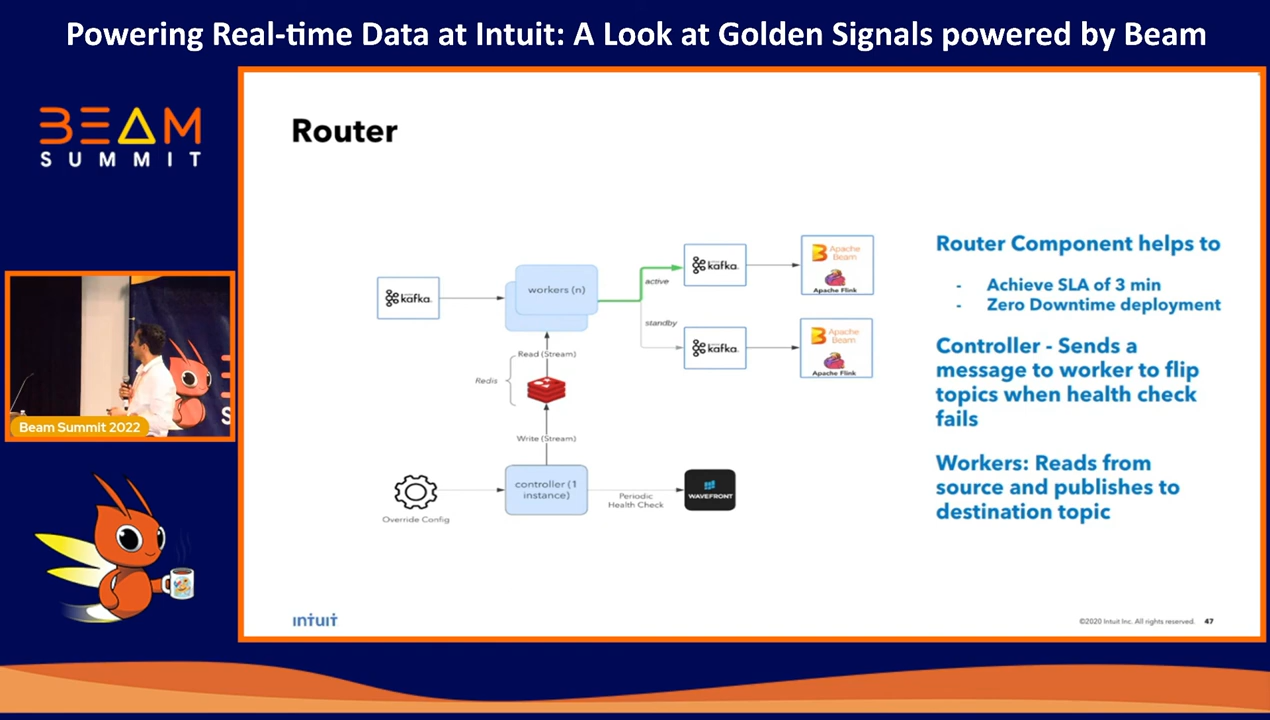 Powering Real-time Data at Intuit: A Look at Golden Signals powered by Beam
BEAM
SUMMIT
Beam Summit 2022
Router
kafka.
workers (n)
active
standby
kafka.
Apache
Beam
Apache Flink
kafka.
Apache
Beam
Apache Flink
Read (Stream)
Redis
Write (Stream)
Override Config
controller (1
instance)
Periodic
Health Check
WAVEFRONT
Router Component helps to
- Achieve SLA of 3 min
- Zero Downtime deployment
Controller - Sends a
message to worker to flip
topics when health check
fails
Workers: Reads from
source and publishes to
destination topic
intuit
©2020 Intuit Inc. All rights reserved. 47